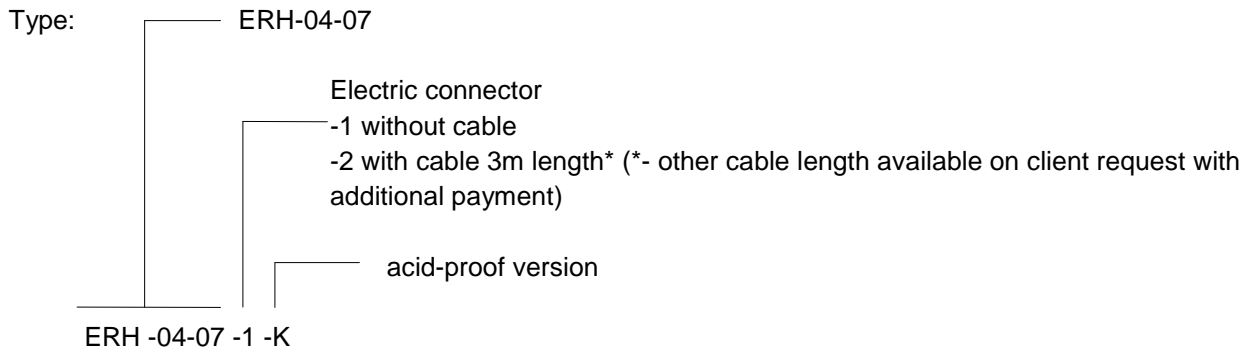 Type: ERH-04-07
Electric connector
-1 without cable
-2 with cable 3m length* (*- other cable length available on client request with
additional payment)
acid-proof version
ERH -04-07 -1 -K